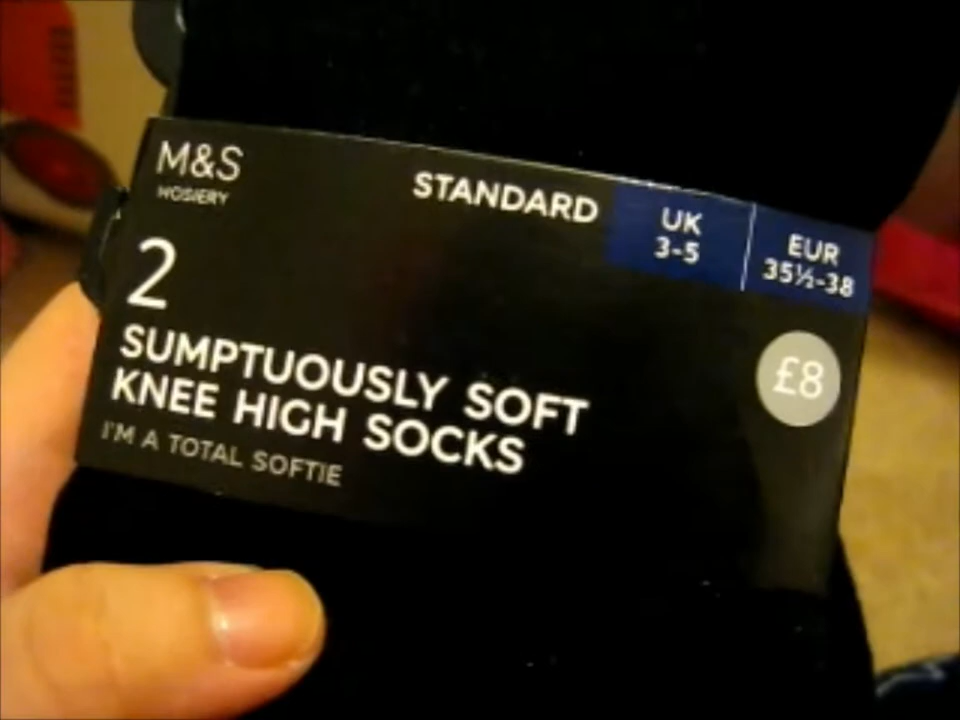 M&S
HOSIERY
STANDARD
UK
3-5
EUR
35½-38
2
SUMPTUOUSLY SOFT
KNEE HIGH SOCKS
I'M A TOTAL SOFTIE
£8